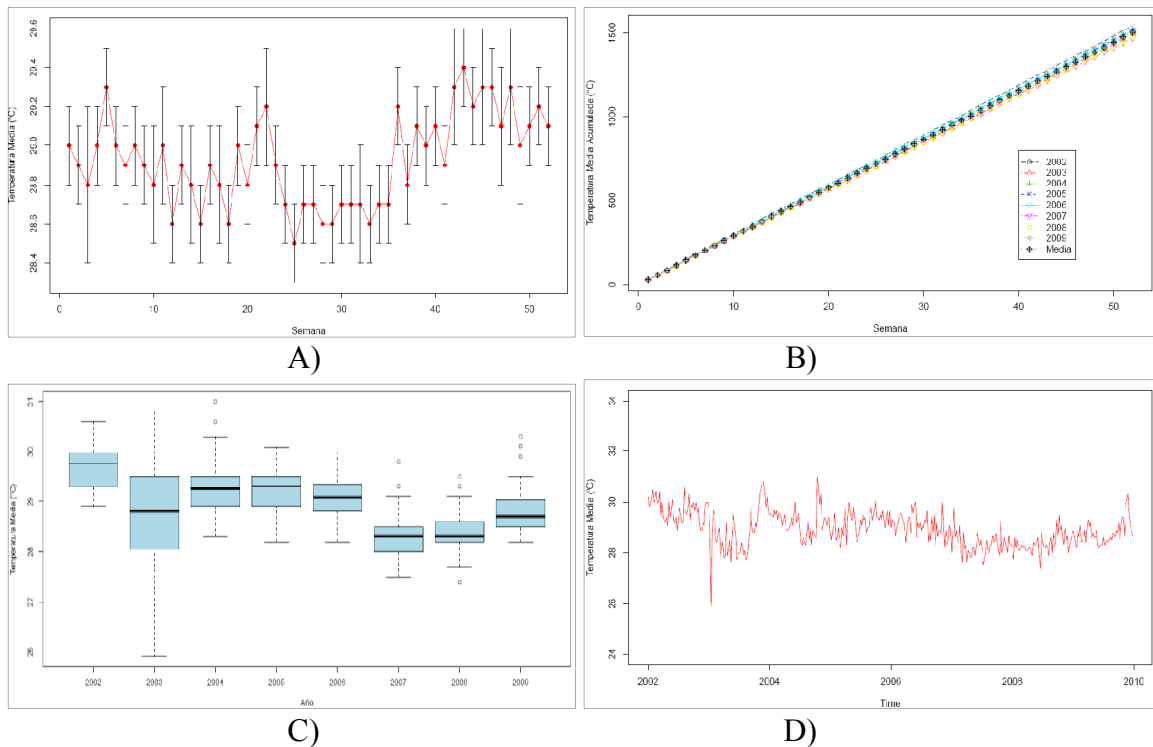 29.6
20.4
20.2
20.0
28.8
28.6
28.4
Temperatura Media (°C)
0 10 20 30 40 50
Semana
A)
1500
1000
500
0
Temperatura Media Acumulada (°C)
2002
2003
2004
2005
2006
2007
2008
2009
Media
0 10 20 30 40 50
Semana
B)
31
30
29
28
27
26
Temperatura Media (°C)
2002 2003 2004 2005 2006 2007 2008 2009
Año
C)
34
32
30
28
26
24
Temperatura Media (°C)
2002 2004 2006 2008 2010
Time
D)